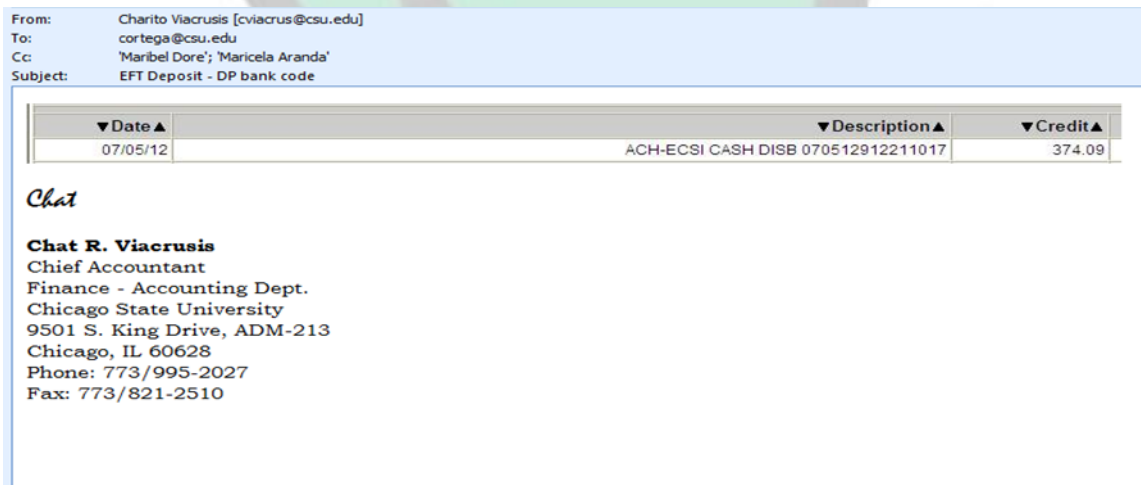 From: Charito Viacrusis [cviacrus@csu.edu]
To: cortega@csu.edu
Cc: 'Maribel Dore'; 'Maricela Aranda'
Subject: EFT Deposit - DP bank code
▼Date▲ ▼Description▲ ▼Credit▲
07/05/12 ACH-ECSI CASH DISB 070512912211017 374.09
Chat
Chat R. Viacrusis
Chief Accountant
Finance - Accounting Dept.
Chicago State University
9501 S. King Drive, ADM-213
Chicago, IL 60628
Phone: 773/995-2027
Fax: 773/821-2510